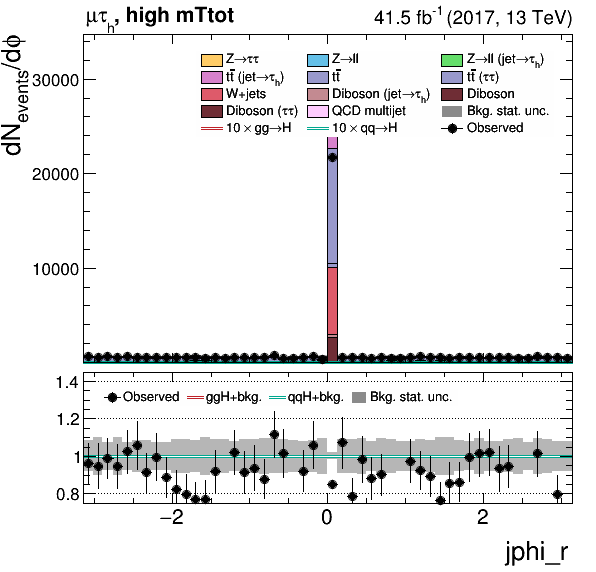 μτh, high mTtot
41.5 fb-1 (2017, 13 TeV)
dNevents/dϕ
30000
20000
10000
Z→ττ
Z→ll
Z→ll (jet→τh)
tt̄ (jet→τh)
tt̄
tt̄ (ττ)
W+jets
Diboson (jet→τh)
Diboson
Diboson (ττ)
QCD multijet
Bkg. stat. unc.
10 × gg→H
10 × qq→H
Observed
1.4
1.2
1
0.8
Observed
ggH+bkg.
qqH+bkg.
Bkg. stat. unc.
−2
0
2
jphi_r